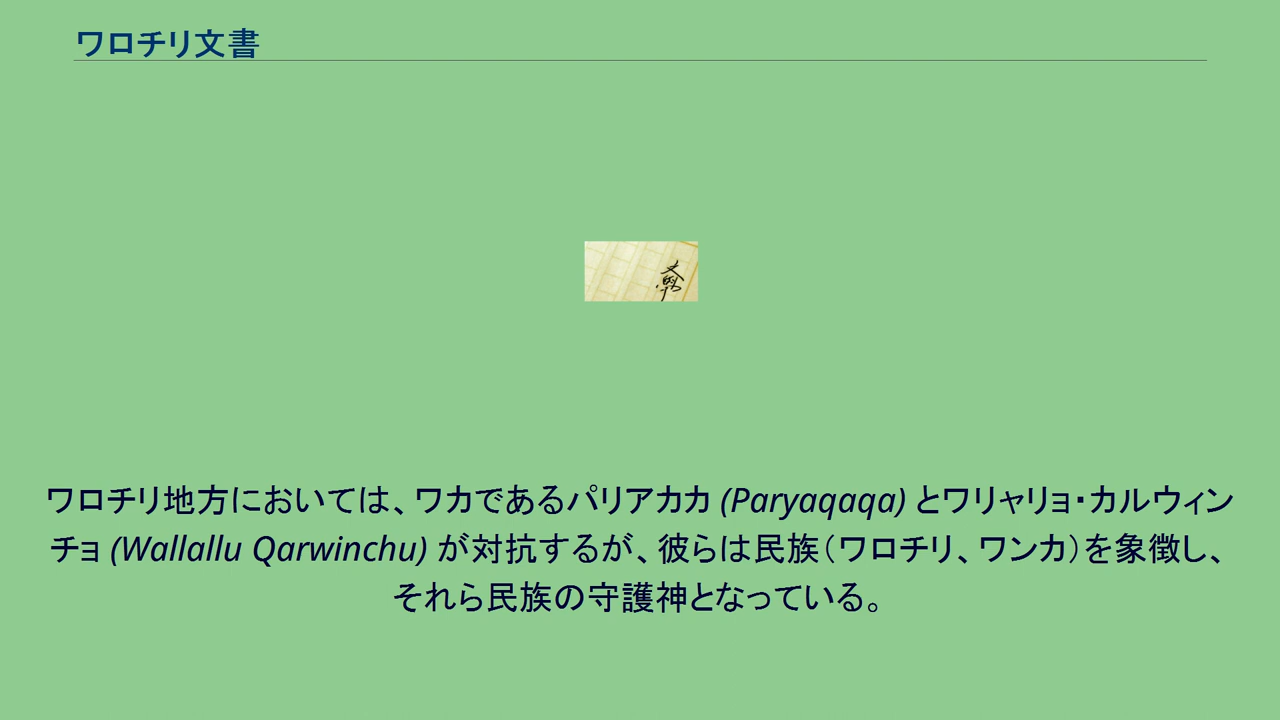 ワロチリ文書
ワロチリ地方においては、ワカであるパリアカカ (Paryaqaqa) とワリャリョ・カルウィン
チョ (Wallallu Qarwinchu) が対抗するが、彼らは民族（ワロチリ、ワンカ）を象徴し、
それら民族の守護神となっている。